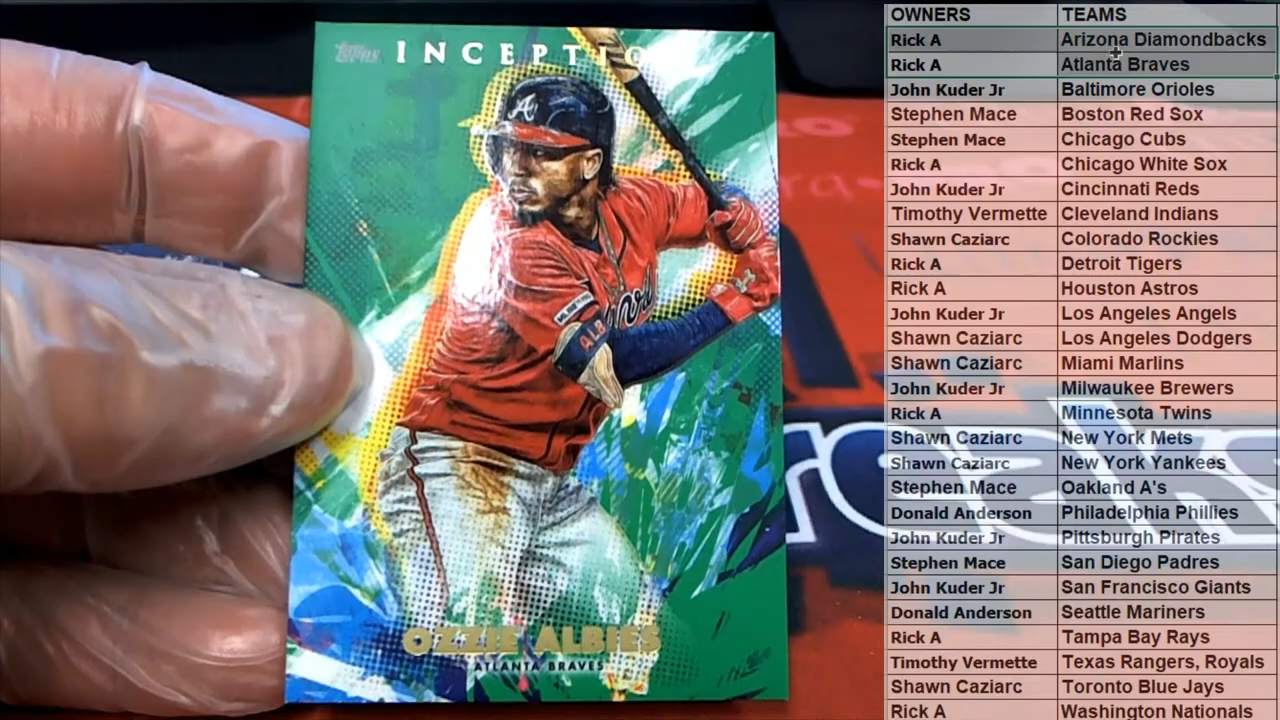 Topps INCEPTIO
A
ALB
OZZIE ALBIES
ATLANTA BRAVES
OWNERS TEAMS
Rick A Arizona Diamondbacks
Rick A Atlanta Braves
John Kuder Jr Baltimore Orioles
Stephen Mace Boston Red Sox
Stephen Mace Chicago Cubs
Rick A Chicago White Sox
John Kuder Jr Cincinnati Reds
Timothy Vermette Cleveland Indians
Shawn Caziarc Colorado Rockies
Rick A Detroit Tigers
Rick A Houston Astros
John Kuder Jr Los Angeles Angels
Shawn Caziarc Los Angeles Dodgers
Shawn Caziarc Miami Marlins
John Kuder Jr Milwaukee Brewers
Rick A Minnesota Twins
Shawn Caziarc New York Mets
Shawn Caziarc New York Yankees
Stephen Mace Oakland A's
Donald Anderson Philadelphia Phillies
John Kuder Jr Pittsburgh Pirates
Stephen Mace San Diego Padres
John Kuder Jr San Francisco Giants
Donald Anderson Seattle Mariners
Rick A Tampa Bay Rays
Timothy Vermette Texas Rangers, Royals
Shawn Caziarc Toronto Blue Jays
Rick A Washington Nationals